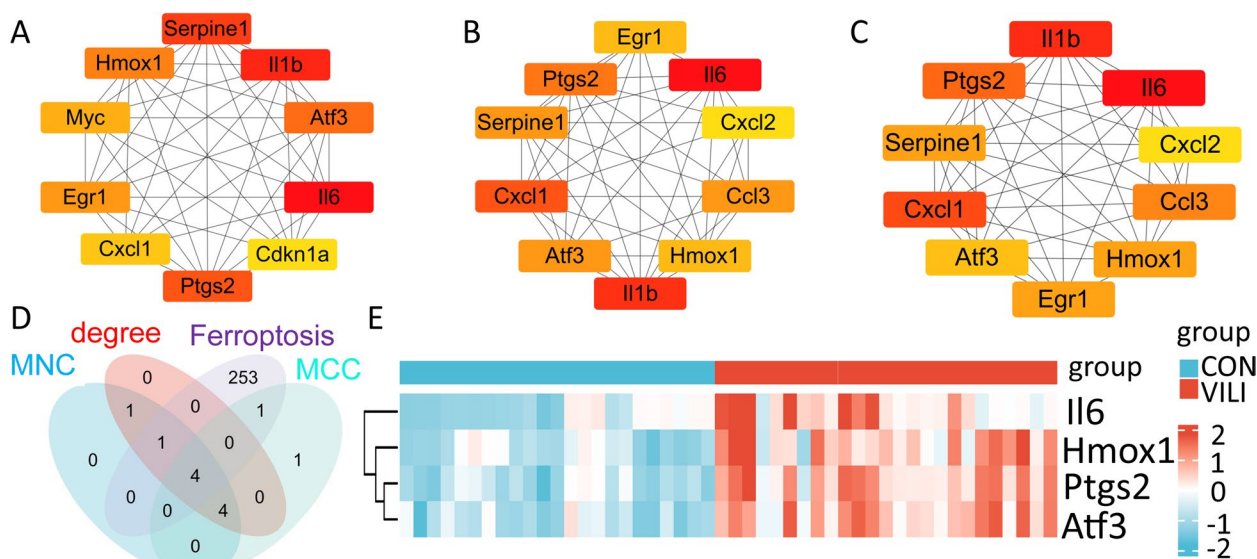 A
Serpine1
Hmox1
Il1b
Myc
Atf3
Egr1
Il6
Cxcl1
Cdkn1a
Ptgs2
B
Egr1
Ptgs2
Il6
Serpine1
Cxcl2
Cxcl1
Ccl3
Atf3
Hmox1
Il1b
C
Il1b
Ptgs2
Il6
Serpine1
Cxcl2
Cxcl1
Ccl3
Atf3
Hmox1
Egr1
D
degree
Ferroptosis
MNC
MCC
0
253
1
0
1
0
1
0
1
4
0
0
0
4
0
E
group
Il6
Hmox1
Ptgs2
Atf3
group
CON
VILI
2
1
0
-1
-2